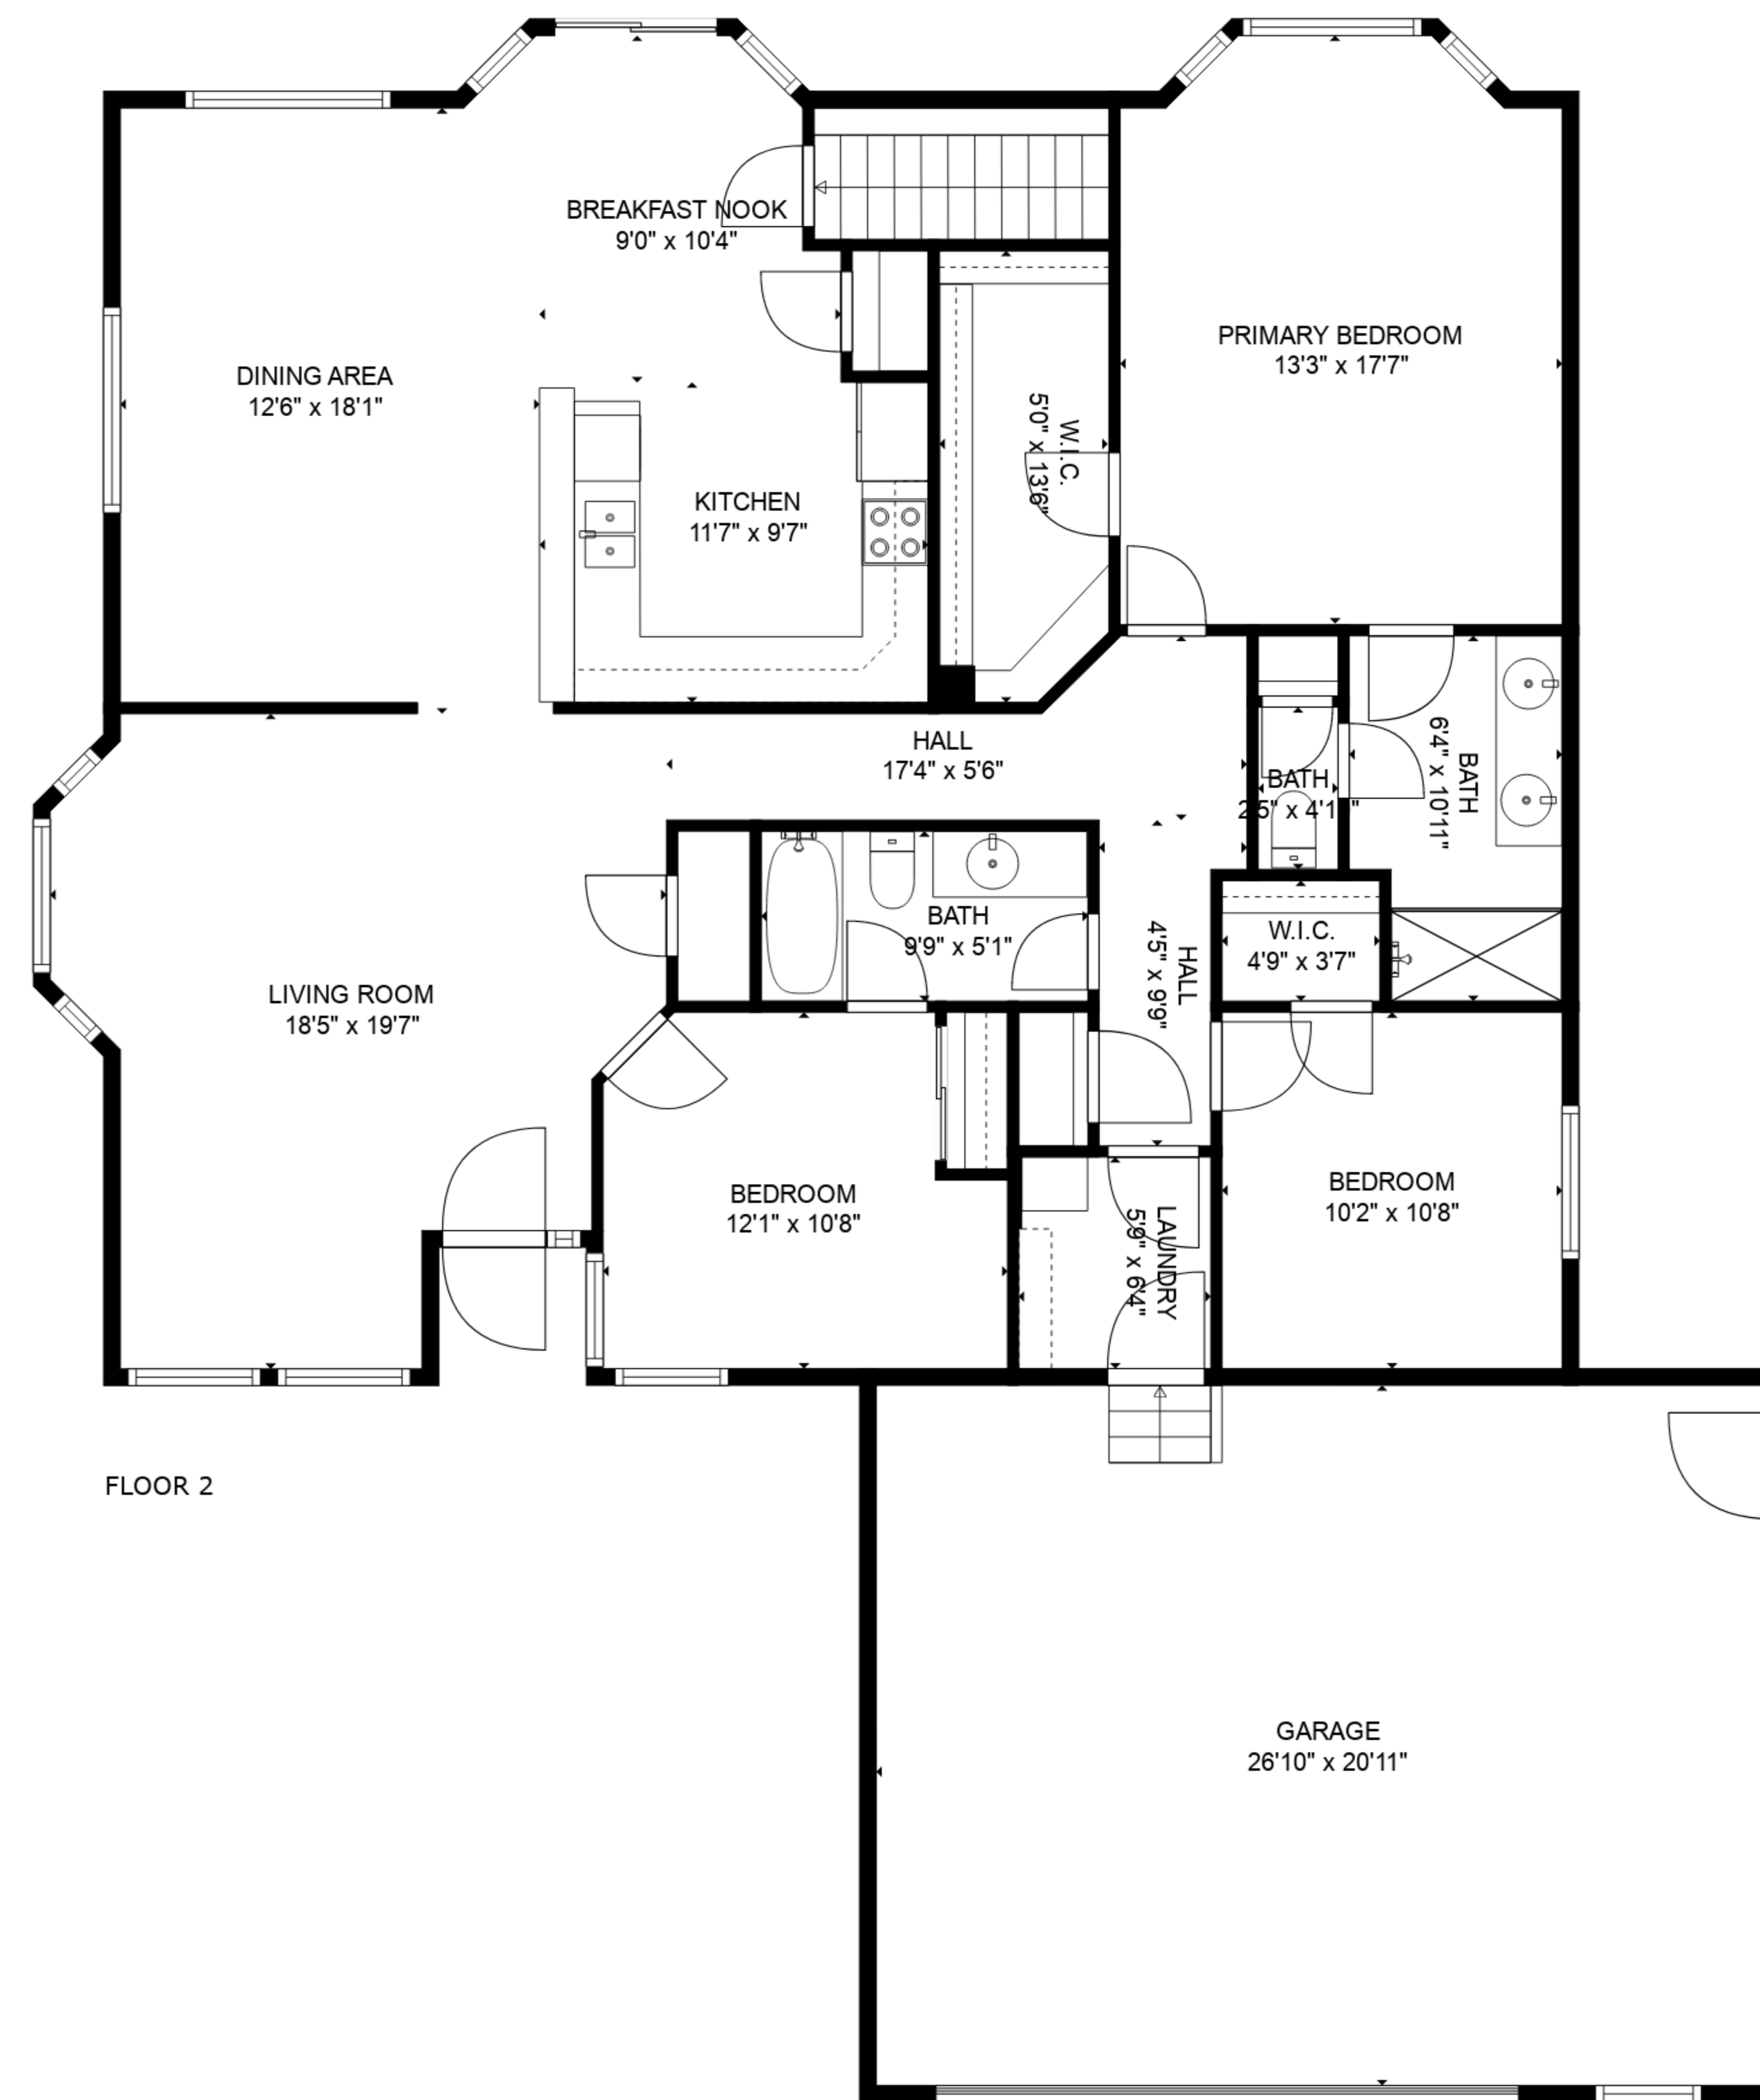 BREAKFAST NOOK
9'0" x 10'4"
PRIMARY BEDROOM
13'3" x 17'7"
DINING AREA
12'6" x 18'1"
W.I.C.
5'0" x 13'6"
KITCHEN
11'7" x 9'7"
HALL
17'4" x 5'6"
BATH
BATH
6'4" x 10'11"
BATH
9'9" x 5'1"
W.I.C.
4'9" x 3'7"
HALL
4'5" x 9'9"
LIVING ROOM
18'5" x 19'7"
BEDROOM
12'1" x 10'8"
LAUNDRY
5'9" x 6'4"
BEDROOM
10'2" x 10'8"
FLOOR 2
GARAGE
26'10" x 20'11"